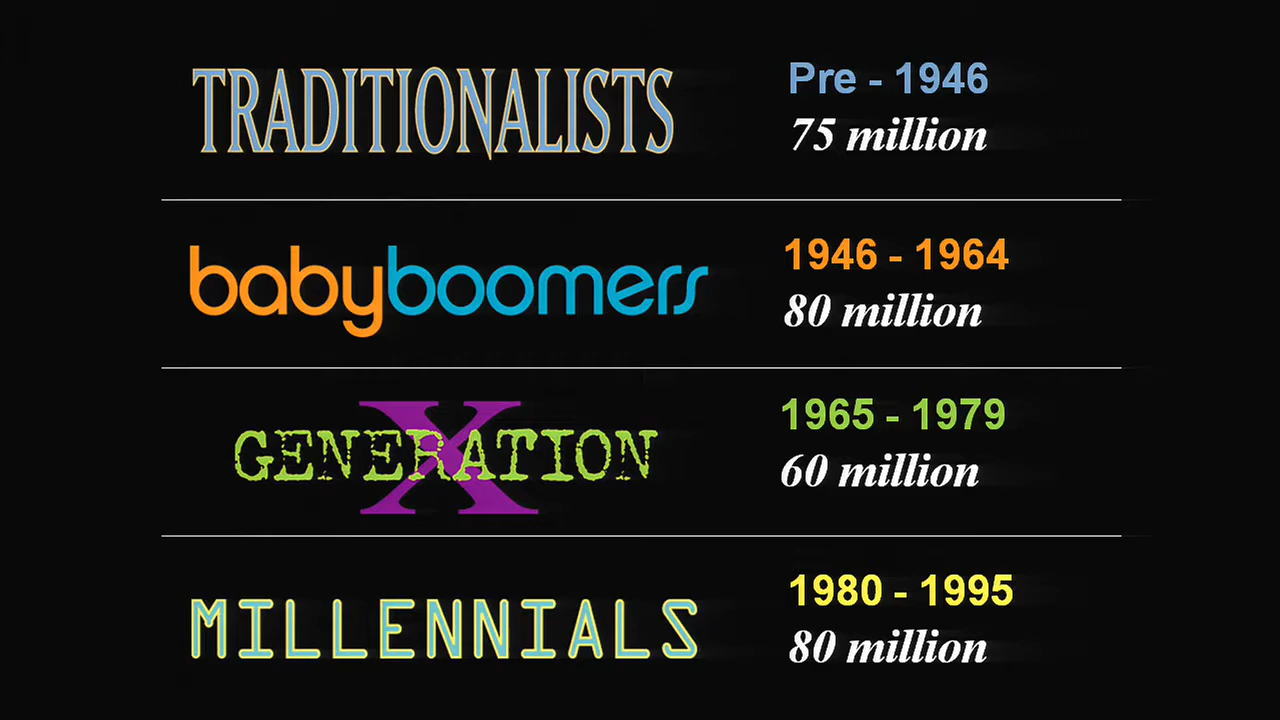 TRADITIONALISTS
Pre - 1946
75 million
babyboomers
1946 - 1964
80 million
GENERATION X
1965 - 1979
60 million
MILLENNIALS
1980 - 1995
80 million